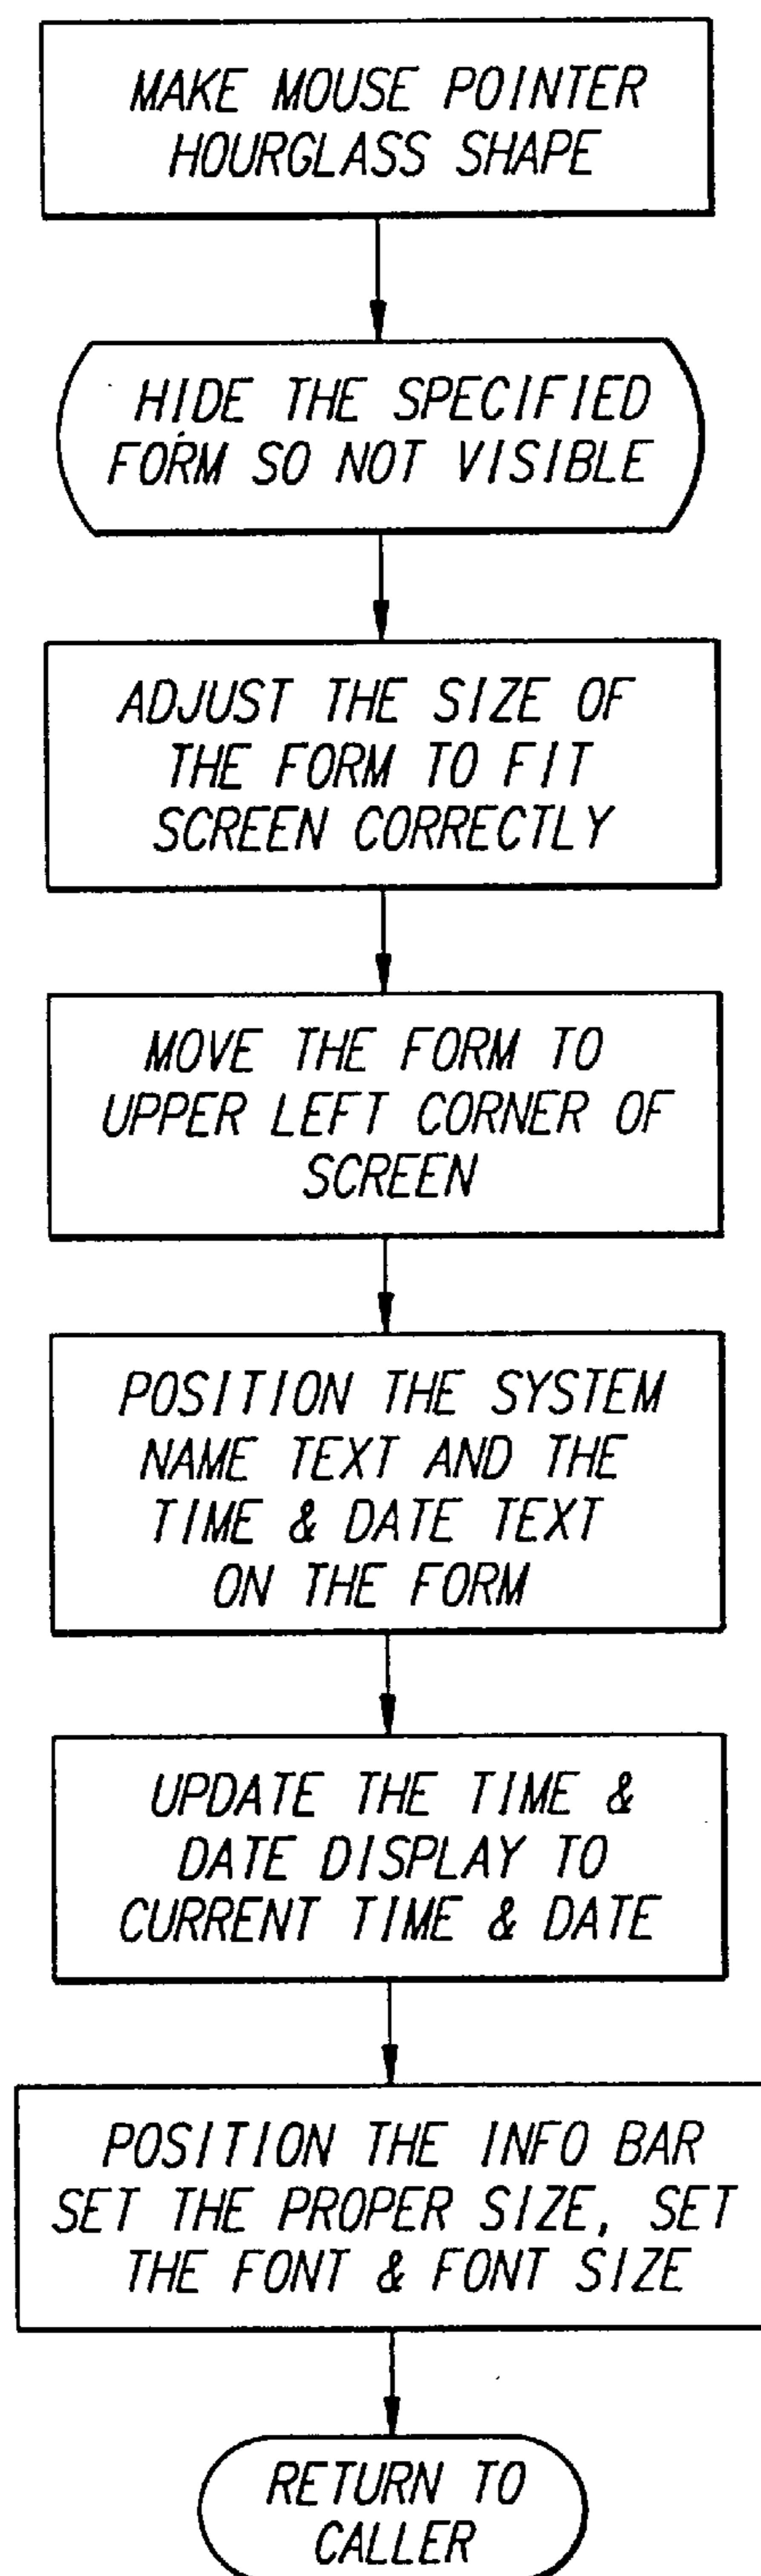 MAKE MOUSE POINTER
HOURGLASS SHAPE
HIDE THE SPECIFIED
FORM SO NOT VISIBLE
ADJUST THE SIZE OF
THE FORM TO FIT
SCREEN CORRECTLY
MOVE THE FORM TO
UPPER LEFT CORNER OF
SCREEN
POSITION THE SYSTEM
NAME TEXT AND THE
TIME & DATE TEXT
ON THE FORM
UPDATE THE TIME &
DATE DISPLAY TO
CURRENT TIME & DATE
POSITION THE INFO BAR
SET THE PROPER SIZE, SET
THE FONT & FONT SIZE
RETURN TO
CALLER